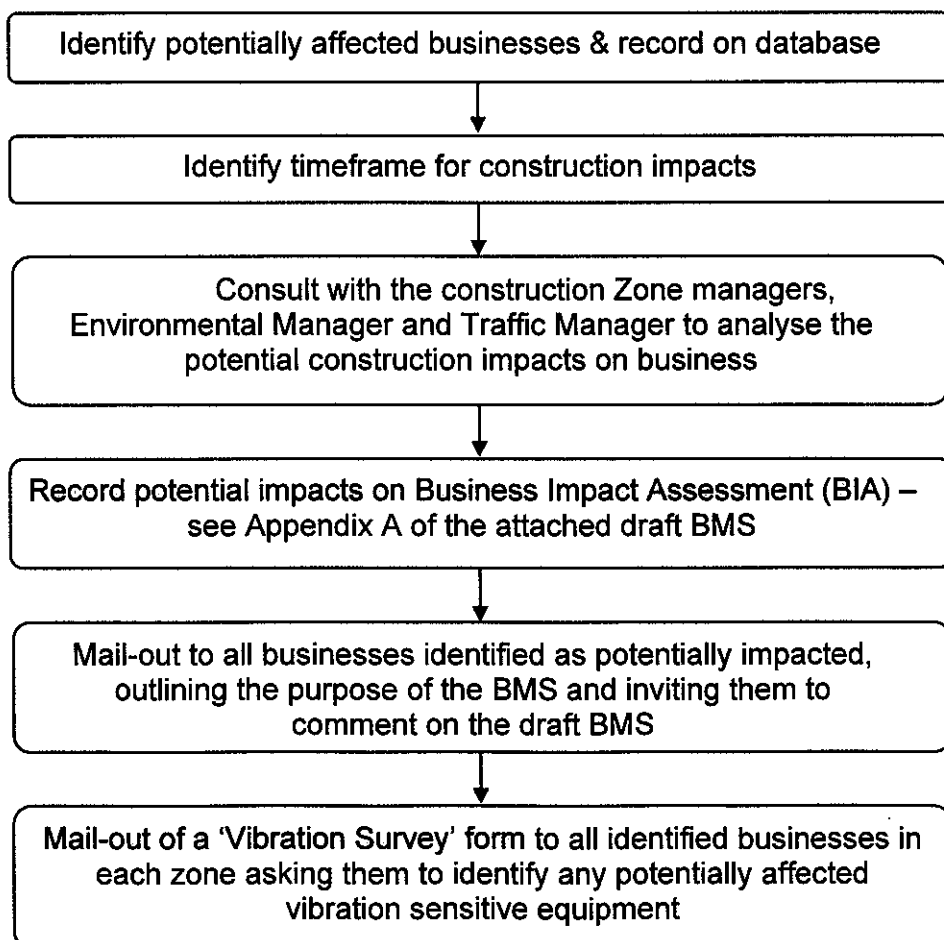 Identify potentially affected businesses & record on database
Identify timeframe for construction impacts
Consult with the construction Zone managers,
Environmental Manager and Traffic Manager to analyse the
potential construction impacts on business
Record potential impacts on Business Impact Assessment (BIA) –
see Appendix A of the attached draft BMS
Mail-out to all businesses identified as potentially impacted,
outlining the purpose of the BMS and inviting them to
comment on the draft BMS
Mail-out of a ‘Vibration Survey’ form to all identified businesses in
each zone asking them to identify any potentially affected
vibration sensitive equipment